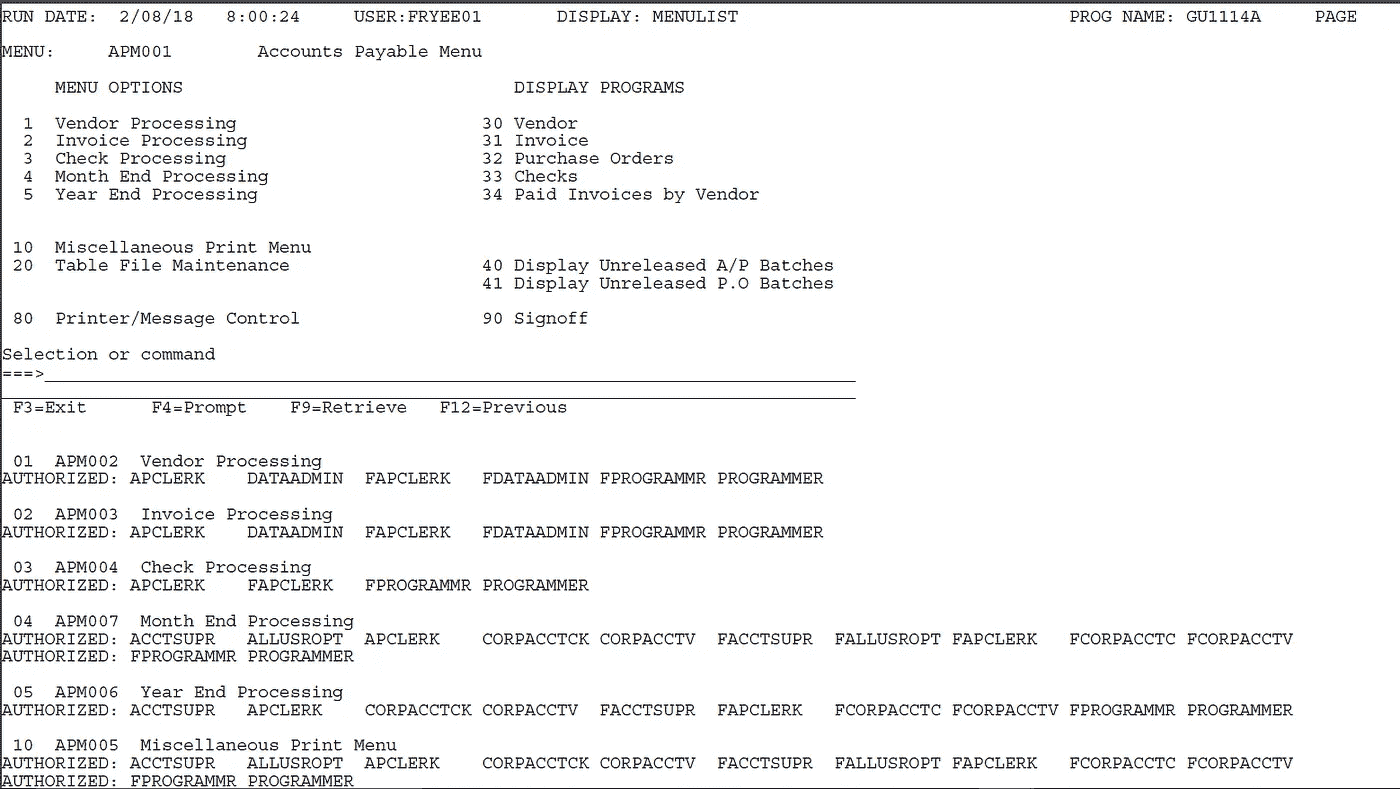 RUN DATE:  2/08/18   8:00:24     USER:FRYEE01       DISPLAY: MENULIST                               PROG NAME: GU1114A     PAGE
MENU:     APM001        Accounts Payable Menu
     MENU OPTIONS                               DISPLAY PROGRAMS
  1  Vendor Processing                       30 Vendor
  2  Invoice Processing                      31 Invoice
  3  Check Processing                        32 Purchase Orders
  4  Month End Processing                    33 Checks
  5  Year End Processing                     34 Paid Invoices by Vendor
 10  Miscellaneous Print Menu
 20  Table File Maintenance                  40 Display Unreleased A/P Batches
                                             41 Display Unreleased P.O Batches
 80  Printer/Message Control                 90 Signoff
Selection or command
===>
 F3=Exit      F4=Prompt    F9=Retrieve   F12=Previous
 01  APM002  Vendor Processing
AUTHORIZED: APCLERK    DATAADMIN  FAPCLERK   FDATAADMIN FPROGRAMMR PROGRAMMER
 02  APM003  Invoice Processing
AUTHORIZED: APCLERK    DATAADMIN  FAPCLERK   FDATAADMIN FPROGRAMMR PROGRAMMER
 03  APM004  Check Processing
AUTHORIZED: APCLERK    FAPCLERK   FPROGRAMMR PROGRAMMER
 04  APM007  Month End Processing
AUTHORIZED: ACCTSUPR   ALLUSROPT  APCLERK    CORPACCTCK CORPACCTV  FACCTSUPR  FALLUSROPT FAPCLERK   FCORPACCTC FCORPACCTV
AUTHORIZED: FPROGRAMMR PROGRAMMER
 05  APM006  Year End Processing
AUTHORIZED: ACCTSUPR   APCLERK    CORPACCTCK CORPACCTV  FACCTSUPR  FAPCLERK   FCORPACCTC FCORPACCTV FPROGRAMMR PROGRAMMER
 10  APM005  Miscellaneous Print Menu
AUTHORIZED: ACCTSUPR   ALLUSROPT  APCLERK    CORPACCTCK CORPACCTV  FACCTSUPR  FALLUSROPT FAPCLERK   FCORPACCTC FCORPACCTV
AUTHORIZED: FPROGRAMMR PROGRAMMER